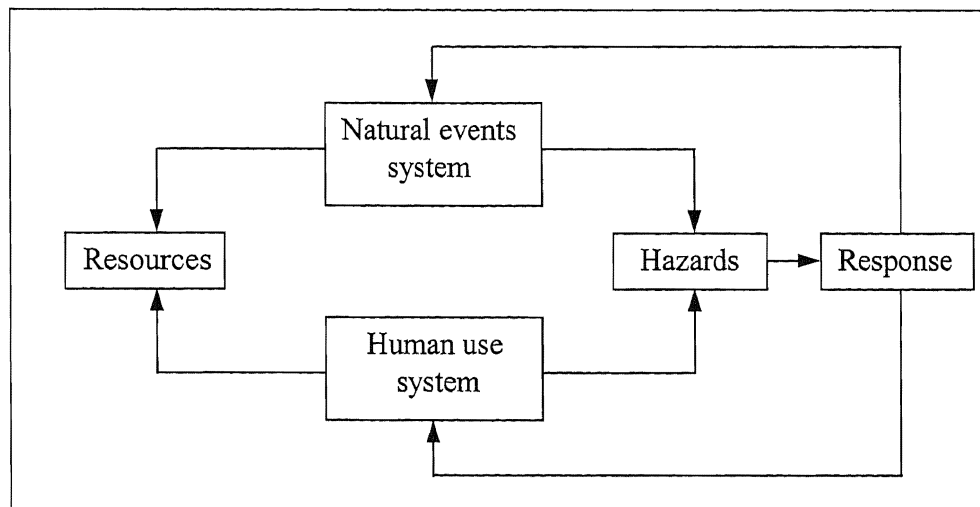 Natural events
system
Resources
Hazards
Response
Human use
system